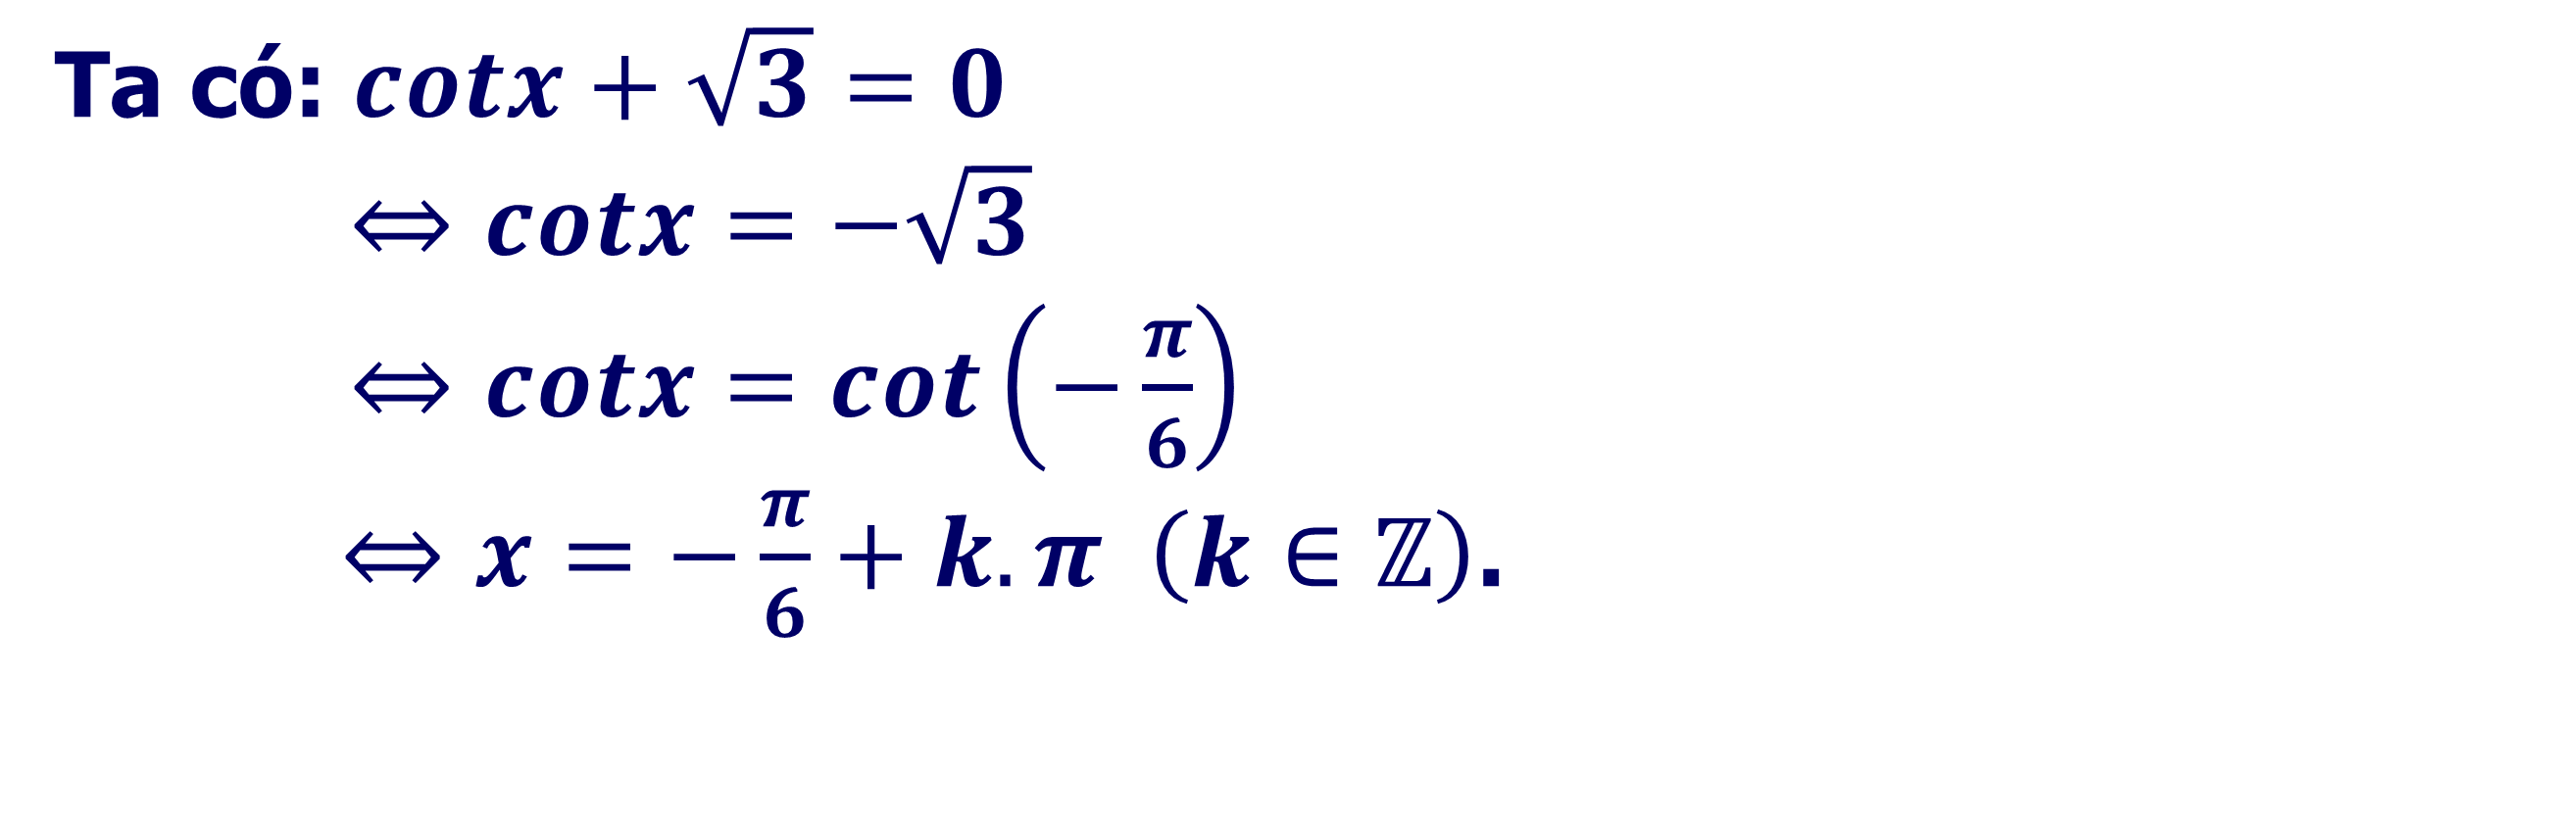 Ta có: cotx + √3 = 0
⇔ cotx = −√3
⇔ cotx = cot (− π/6)
⇔ x = − π/6 + k.π (k ∈ ℤ).